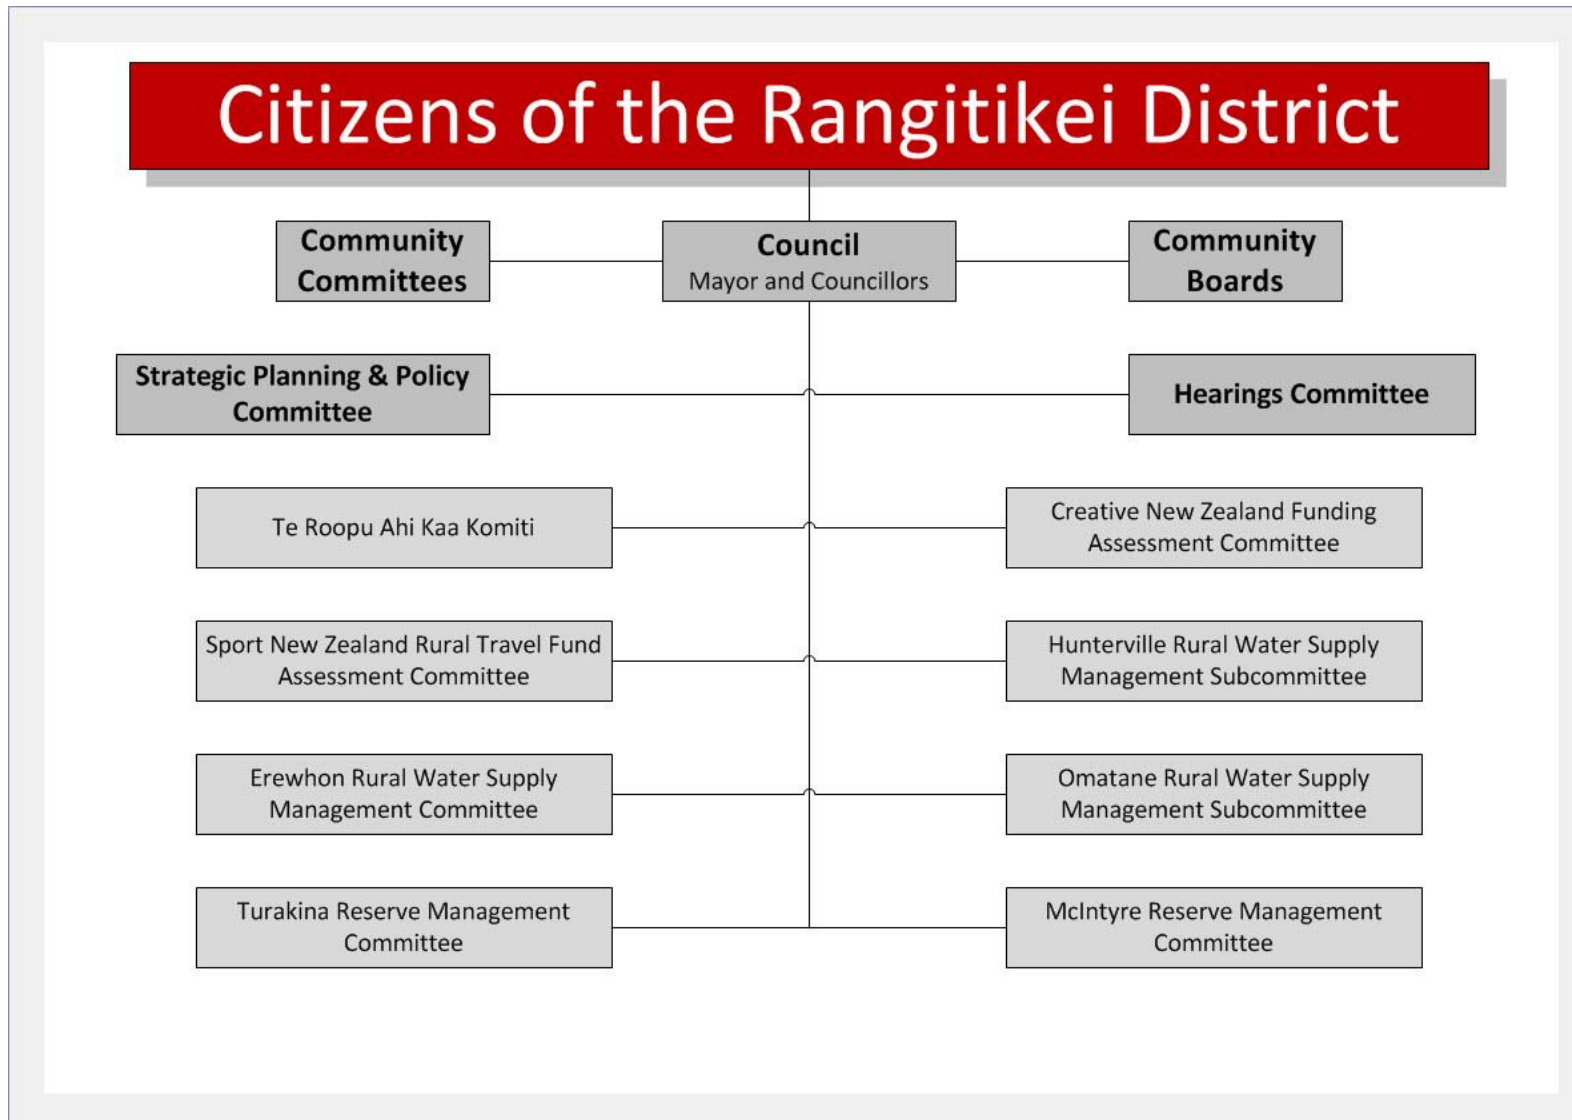 Citizens of the Rangitikei District
Community
Committees
Council
Mayor and Councillors
Community
Boards
Strategic Planning & Policy
Committee
Hearings Committee
Te Roopu Ahi Kaa Komiti
Creative New Zealand Funding
Assessment Committee
Sport New Zealand Rural Travel Fund
Assessment Committee
Hunterville Rural Water Supply
Management Subcommittee
Erewhon Rural Water Supply
Management Committee
Omatane Rural Water Supply
Management Subcommittee
Turakina Reserve Management
Committee
McIntyre Reserve Management
Committee